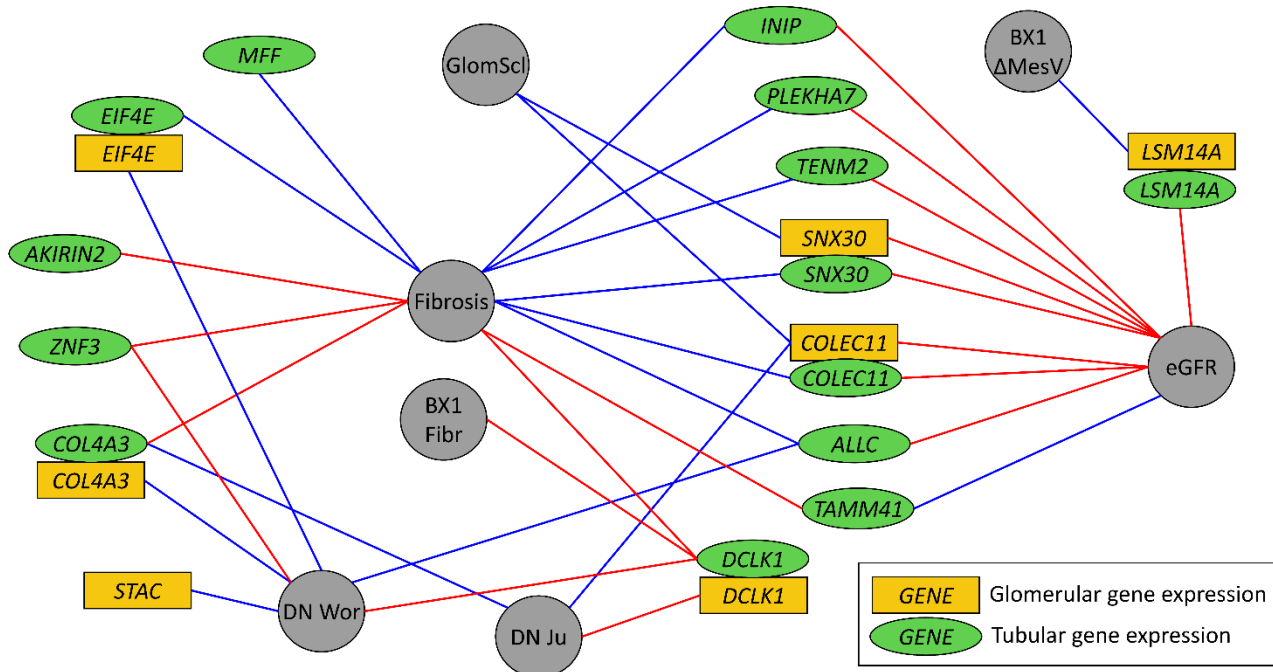 INIP
MFF
GlomScl
BX1
ΔMesV
PLEKHA7
EIF4E
EIF4E
LSM14A
LSM14A
TENM2
SNX30
SNX30
AKIRIN2
Fibrosis
ZNF3
COLEC11
COLEC11
eGFR
BX1
Fibr
COL4A3
COL4A3
ALLC
TAMM41
DCLK1
DCLK1
STAC
DN Wor
DN Ju
GENE Glomerular gene expression
GENE Tubular gene expression